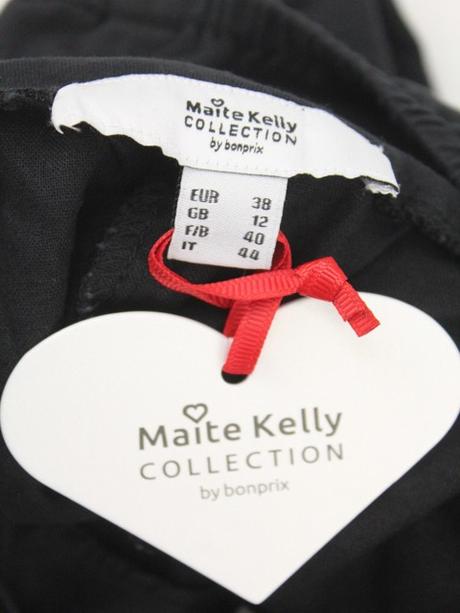 Maite Kelly
COLLECTION
by bonprix
EUR 38
GB 12
F/B 40
IT 44
Maite Kelly
COLLECTION
by bonprix